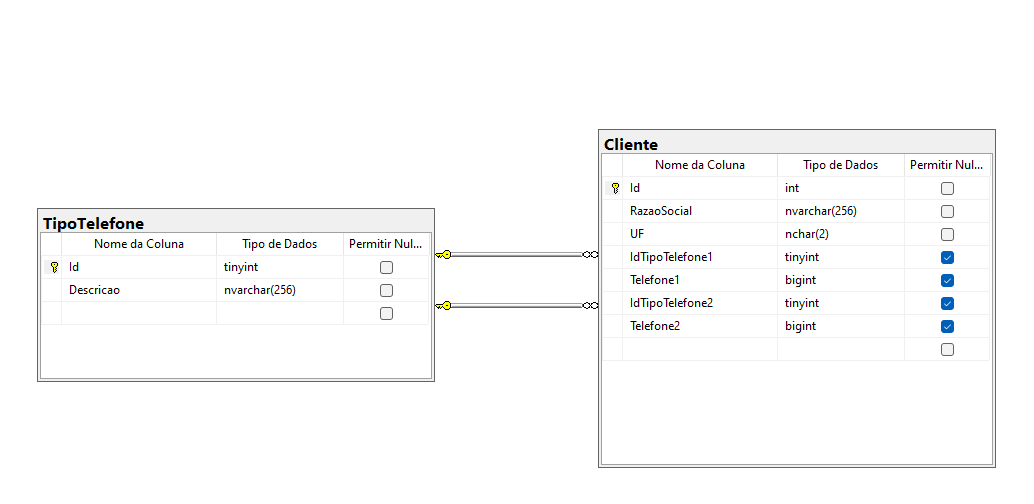 TipoTelefone
Nome da Coluna Tipo de Dados Permitir Nul...
Id tinyint
Descricao nvarchar(256)
Cliente
Nome da Coluna Tipo de Dados Permitir Nul...
Id int
RazaoSocial nvarchar(256)
UF nchar(2)
IdTipoTelefone1 tinyint
Telefone1 bigint
IdTipoTelefone2 tinyint
Telefone2 bigint